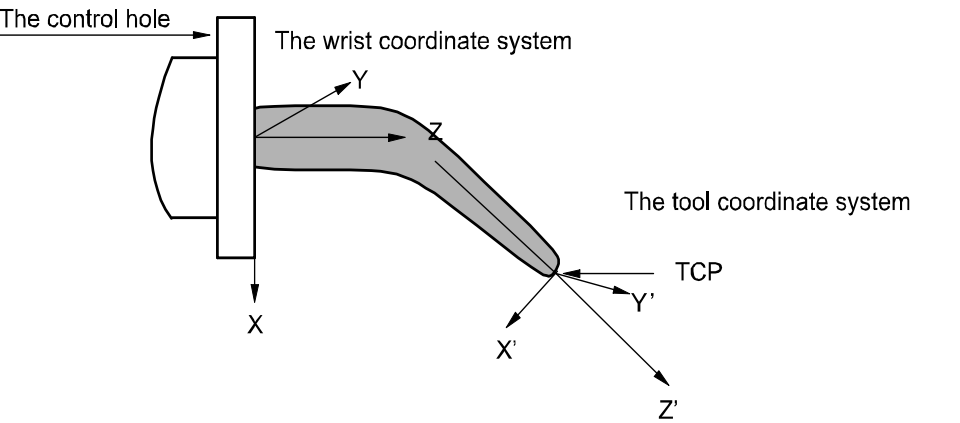 The control hole
The wrist coordinate system
Y
Z
The tool coordinate system
TCP
Y’
X
X’
Z’